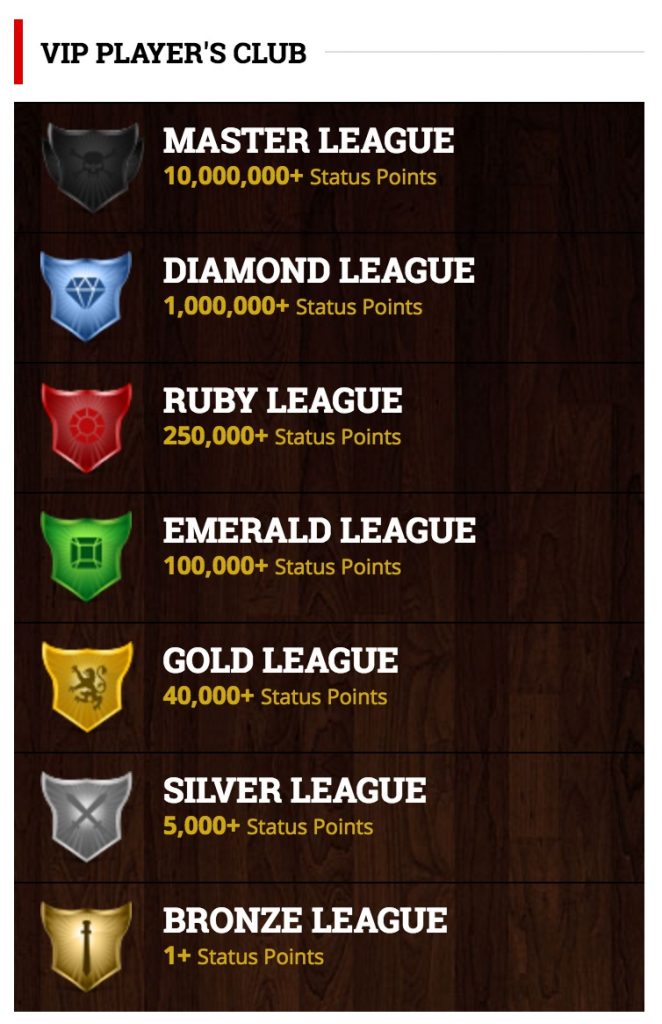 VIP PLAYER'S CLUB
MASTER LEAGUE
10,000,000+ Status Points
DIAMOND LEAGUE
1,000,000+ Status Points
RUBY LEAGUE
250,000+ Status Points
EMERALD LEAGUE
100,000+ Status Points
GOLD LEAGUE
40,000+ Status Points
SILVER LEAGUE
5,000+ Status Points
BRONZE LEAGUE
1+ Status Points